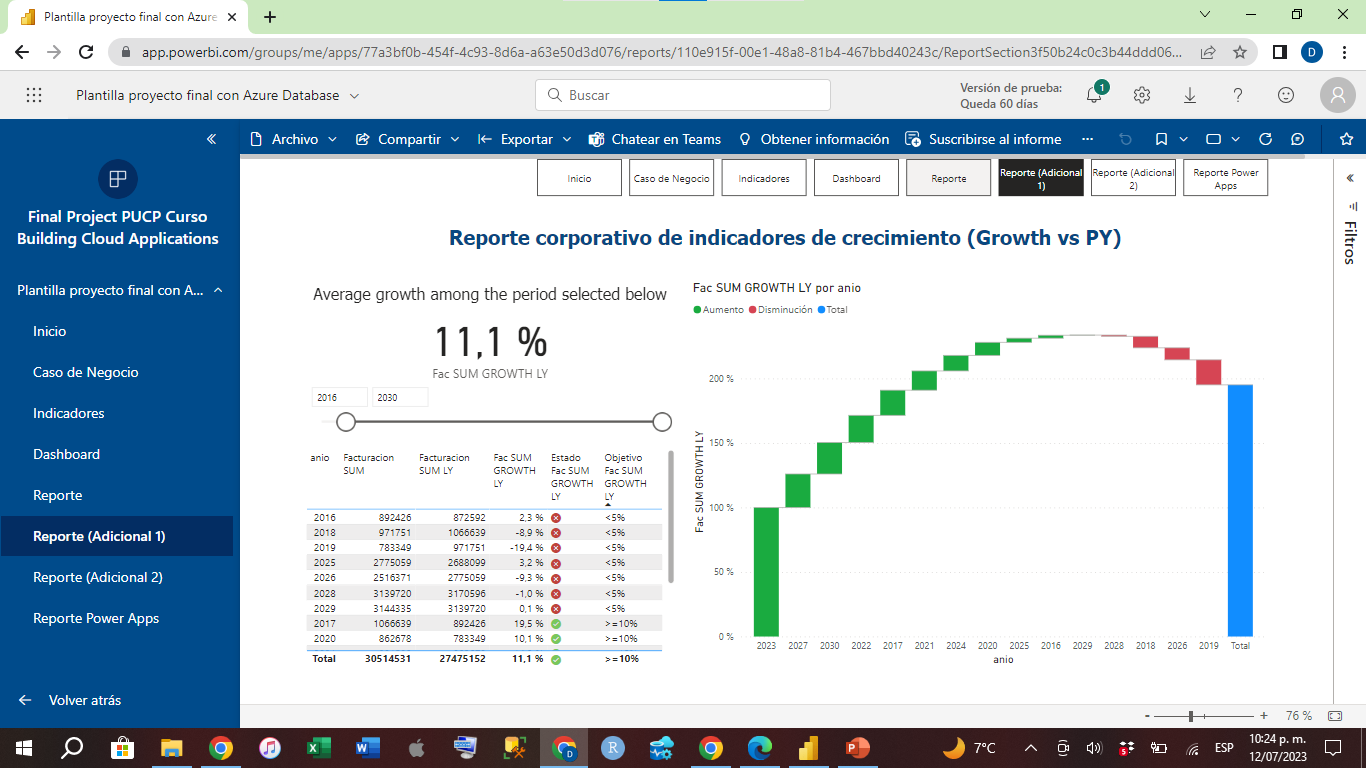 Plantilla proyecto final con Azure
app.powerbi.com/groups/me/apps/77a3bf0b-454f-4c93-8d6a-a63e50d3d076/reports/110e915f-00e1-48a8-81b4-467bbd40243c/ReportSection3f50b24c0c3b44ddd06...
D
Plantilla proyecto final con Azure Database
Buscar
Versión de prueba:
Queda 60 días
1
Archivo
Compartir
Exportar
Chatear en Teams
Obtener información
Suscribirse al informe
Final Project PUCP Curso
Building Cloud Applications
Plantilla proyecto final con A...
Inicio
Caso de Negocio
Indicadores
Dashboard
Reporte
Reporte (Adicional 1)
Reporte (Adicional 2)
Reporte Power Apps
Volver atrás
Inicio
Caso de Negocio
Indicadores
Dashboard
Reporte
Reporte (Adicional
1)
Reporte (Adicional
2)
Reporte Power
Apps
Filtros
Reporte corporativo de indicadores de crecimiento (Growth vs PY)
Average growth among the period selected below
11,1 %
Fac SUM GROWTH LY
2016 2030
anio Facturacion SUM Facturacion SUM LY Fac SUM GROWTH LY Estado Fac SUM GROWTH LY Objetivo Fac SUM GROWTH LY
2016 892426 872592 2,3 % <5%
2018 971751 1066639 -8,9 % <5%
2019 783349 971751 -19,4 % <5%
2025 2775059 2688099 3,2 % <5%
2026 2516371 2775059 -9,3 % <5%
2028 3139720 3170596 -1,0 % <5%
2029 3144335 3139720 0,1 % <5%
2017 1066639 892426 19,5 % >=10%
2020 862678 783349 10,1 % >=10%
Total 30514531 27475152 11,1 % >=10%
Fac SUM GROWTH LY por anio
Aumento Disminución Total
Fac SUM GROWTH LY
200 %
150 %
100 %
50 %
0 %
2023 2027 2030 2022 2017 2021 2024 2020 2025 2016 2029 2028 2018 2026 2019 Total
anio
- + 76 %
7°C
ESP
10:24 p. m.
12/07/2023